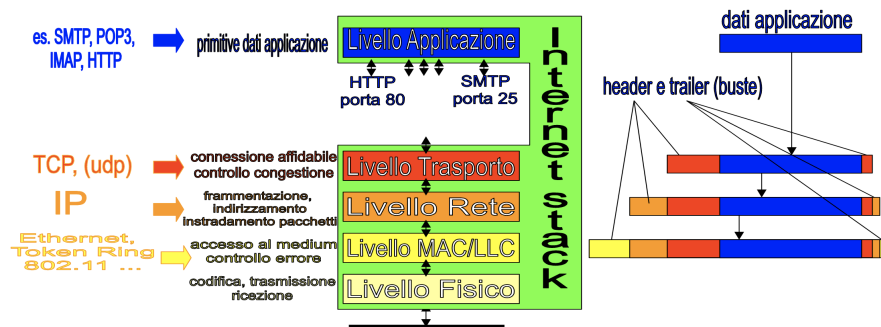 es. SMTP, POP3,
IMAP, HTTP
primitive dati applicazione
Livello Applicazione
HTTP
porta 80
SMTP
porta 25
TCP, (udp)
connessione affidabile
controllo congestione
Livello Trasporto
IP
frammentazione,
indirizzamento
instradamento pacchetti
Livello Rete
Ethernet,
Token Ring
802.11 ...
accesso al medium
controllo errore
Livello MAC/LLC
codifica, trasmissione
ricezione
Livello Fisico
Internet stack
dati applicazione
header e trailer (buste)